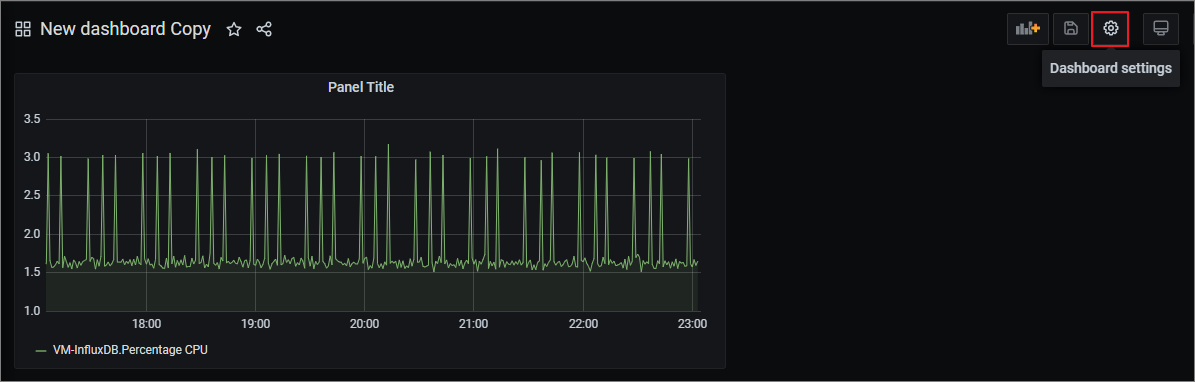 New dashboard Copy
Dashboard settings
Panel Title
3.5
3.0
2.5
2.0
1.5
1.0
18:00 19:00 20:00 21:00 22:00 23:00
VM-InfluxDB.Percentage CPU